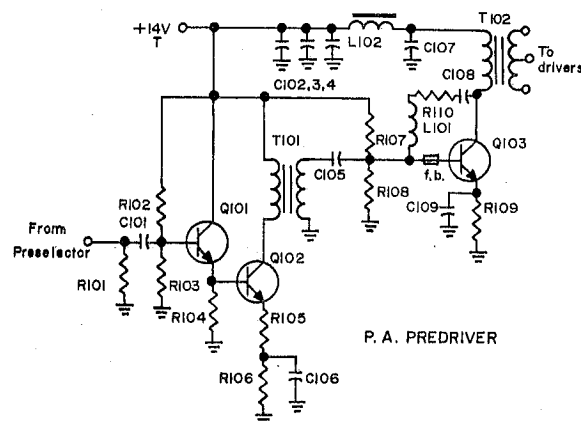 +14V
T
L102
C107
T102
To
drivers
C108
C102,3,4
R110
L101
T101
R107
Q103
C105
f.b.
R102
C101
Q101
R108
C109
R109
From
Preselector
Q102
R101
R103
R104
R105
P. A. PREDRIVER
R106
C106